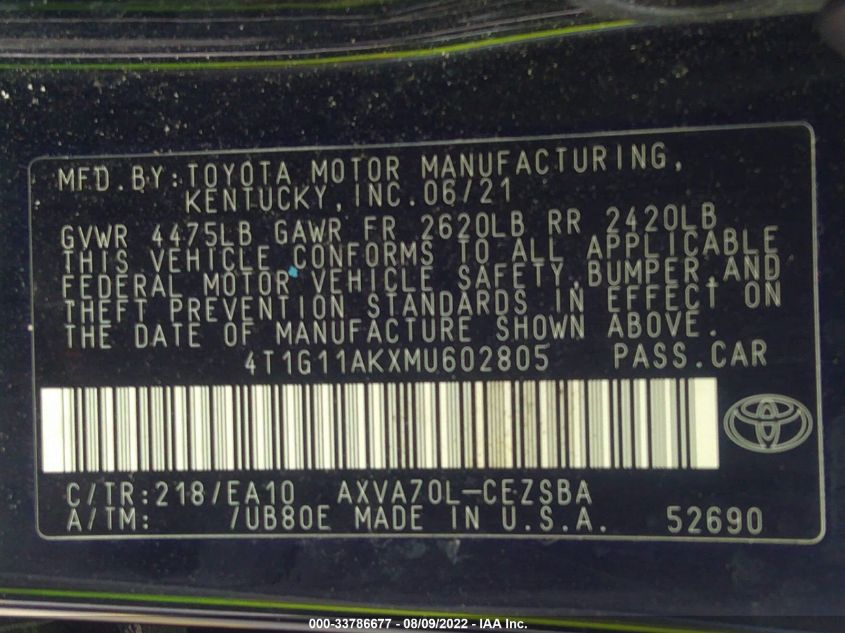 MFD.BY:TOYOTA MOTOR MANUFACTURING,
KENTUCKY, INC. 06/21
GVWR 4475LB GAWR FR 2620LB RR 2420LB
THIS VEHICLE CONFORMS TO ALL APPLICABLE
FEDERAL MOTOR VEHICLE SAFETY,BUMPER,AND
THEFT PREVENTION STANDARDS IN EFFECT ON
THE DATE OF MANUFACTURE SHOWN ABOVE.
4T1G11AKXMU602805 PASS.CAR
C/TR:218/EA10 AXVA70L-CEZSBA
A/TM: /UB80E MADE IN U.S.A. 52690
000-33786677 - 08/09/2022 - IAA Inc.